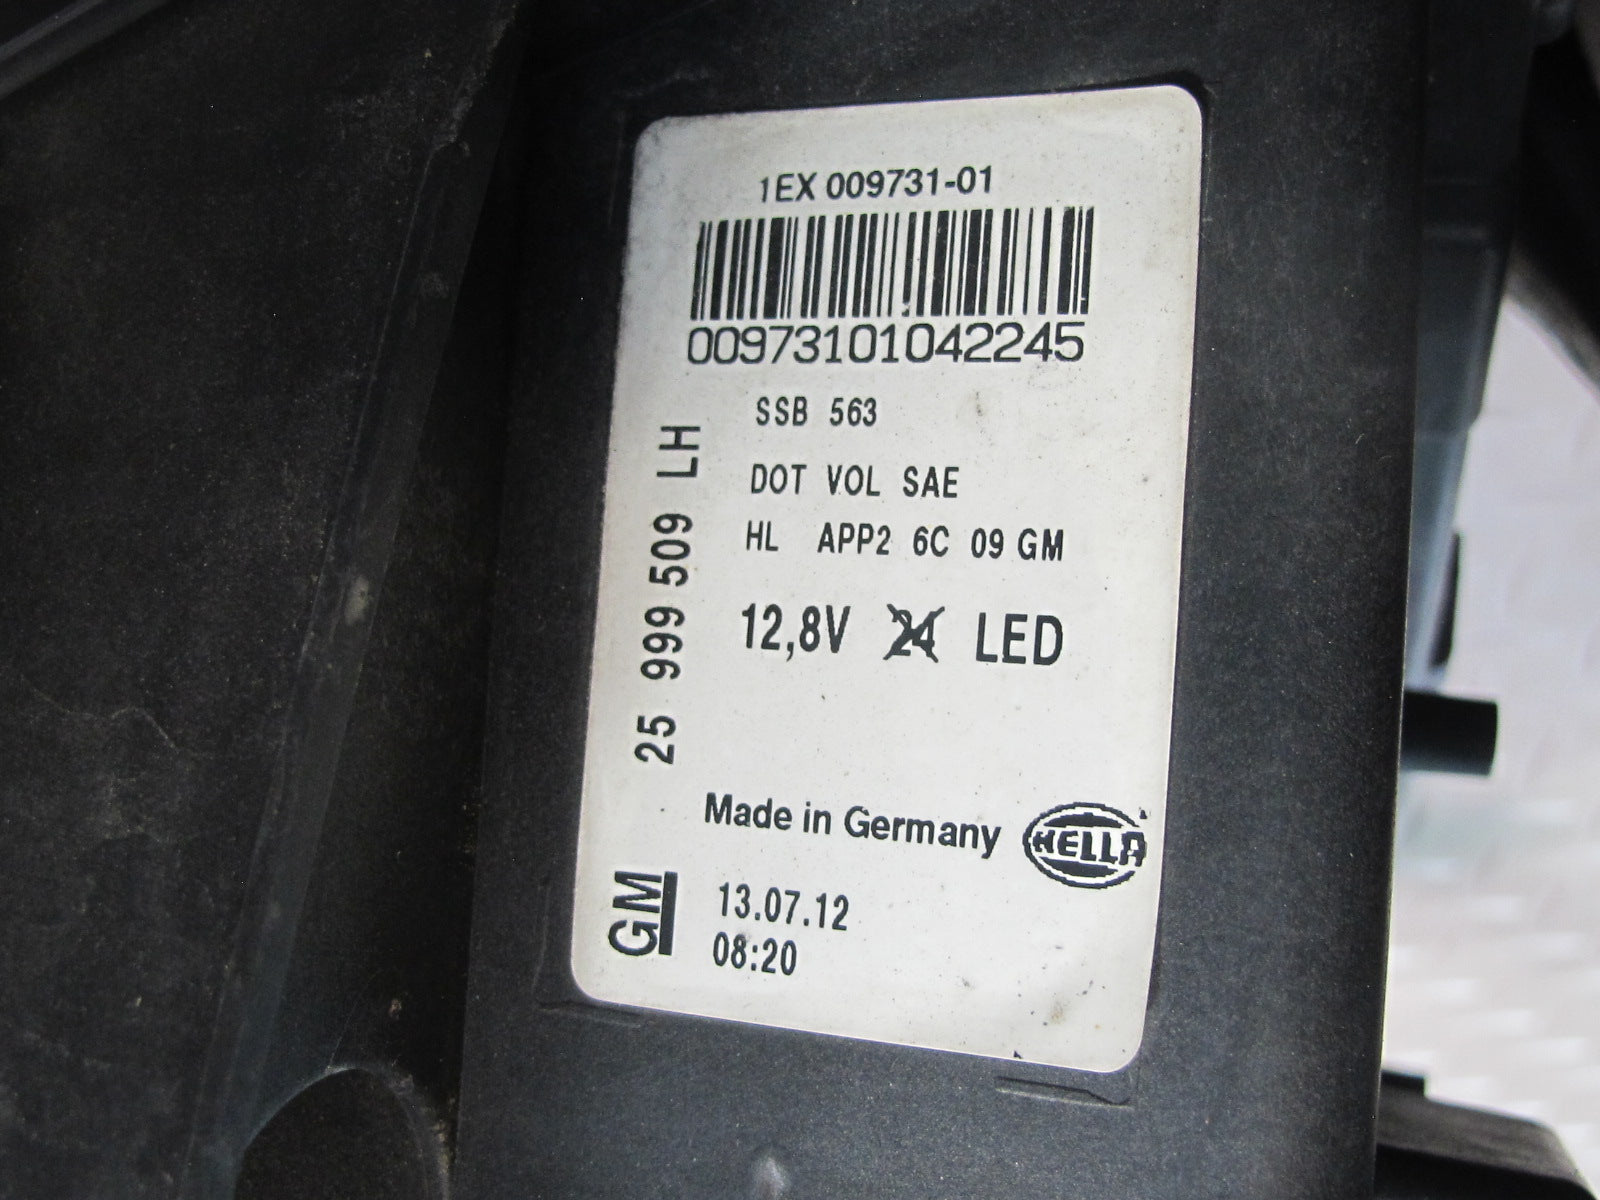 1EX 009731-01
00973101042245
SSB 563
DOT VOL SAE
HL APP2 6C 09 GM
12,8V 24 LED
25 999 509 LH
Made in Germany
HELLA
GM
13.07.12
08:20